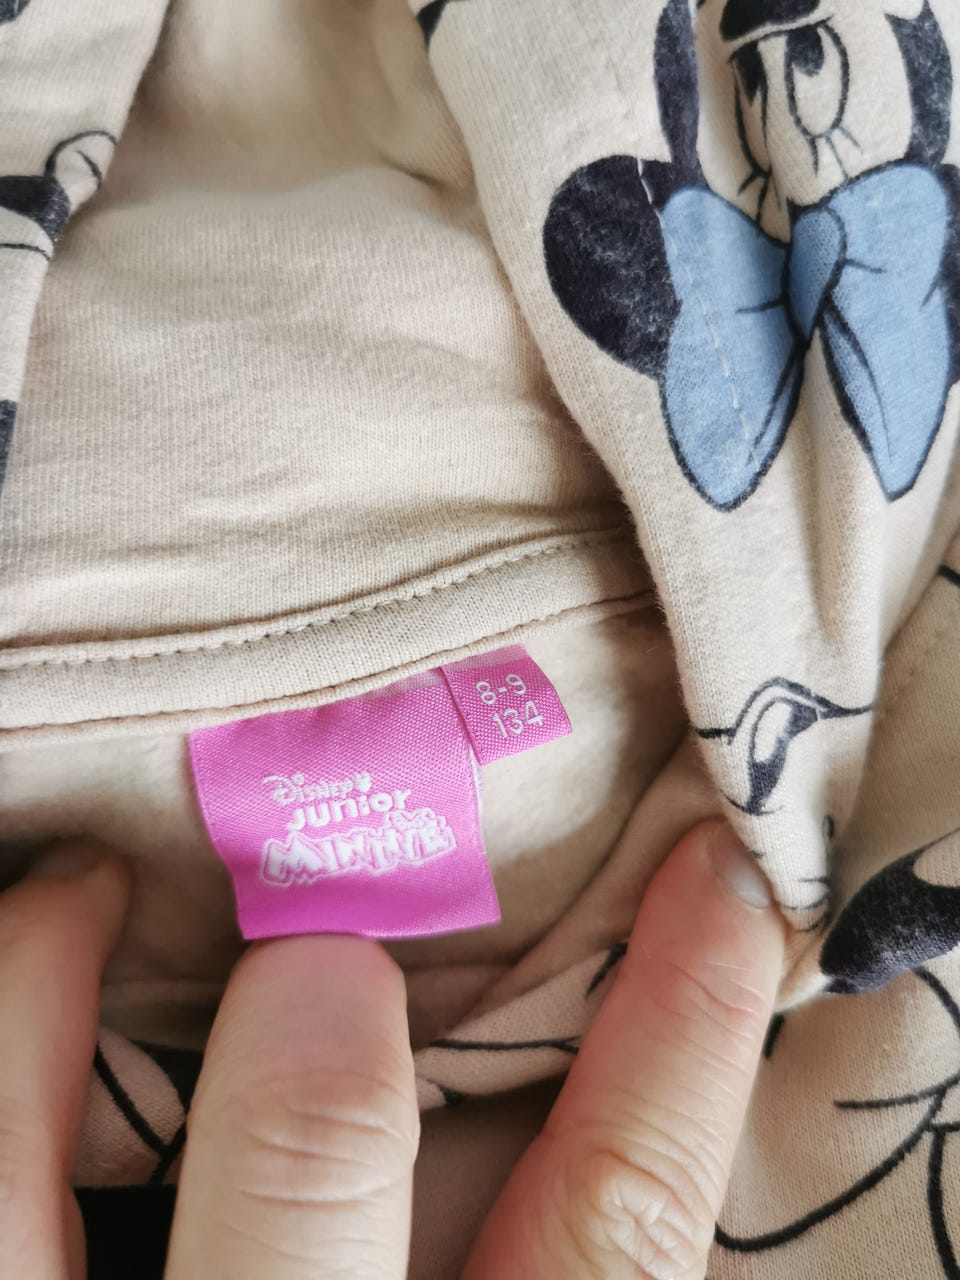 8-9
134
Disney
Junior
MINNIE